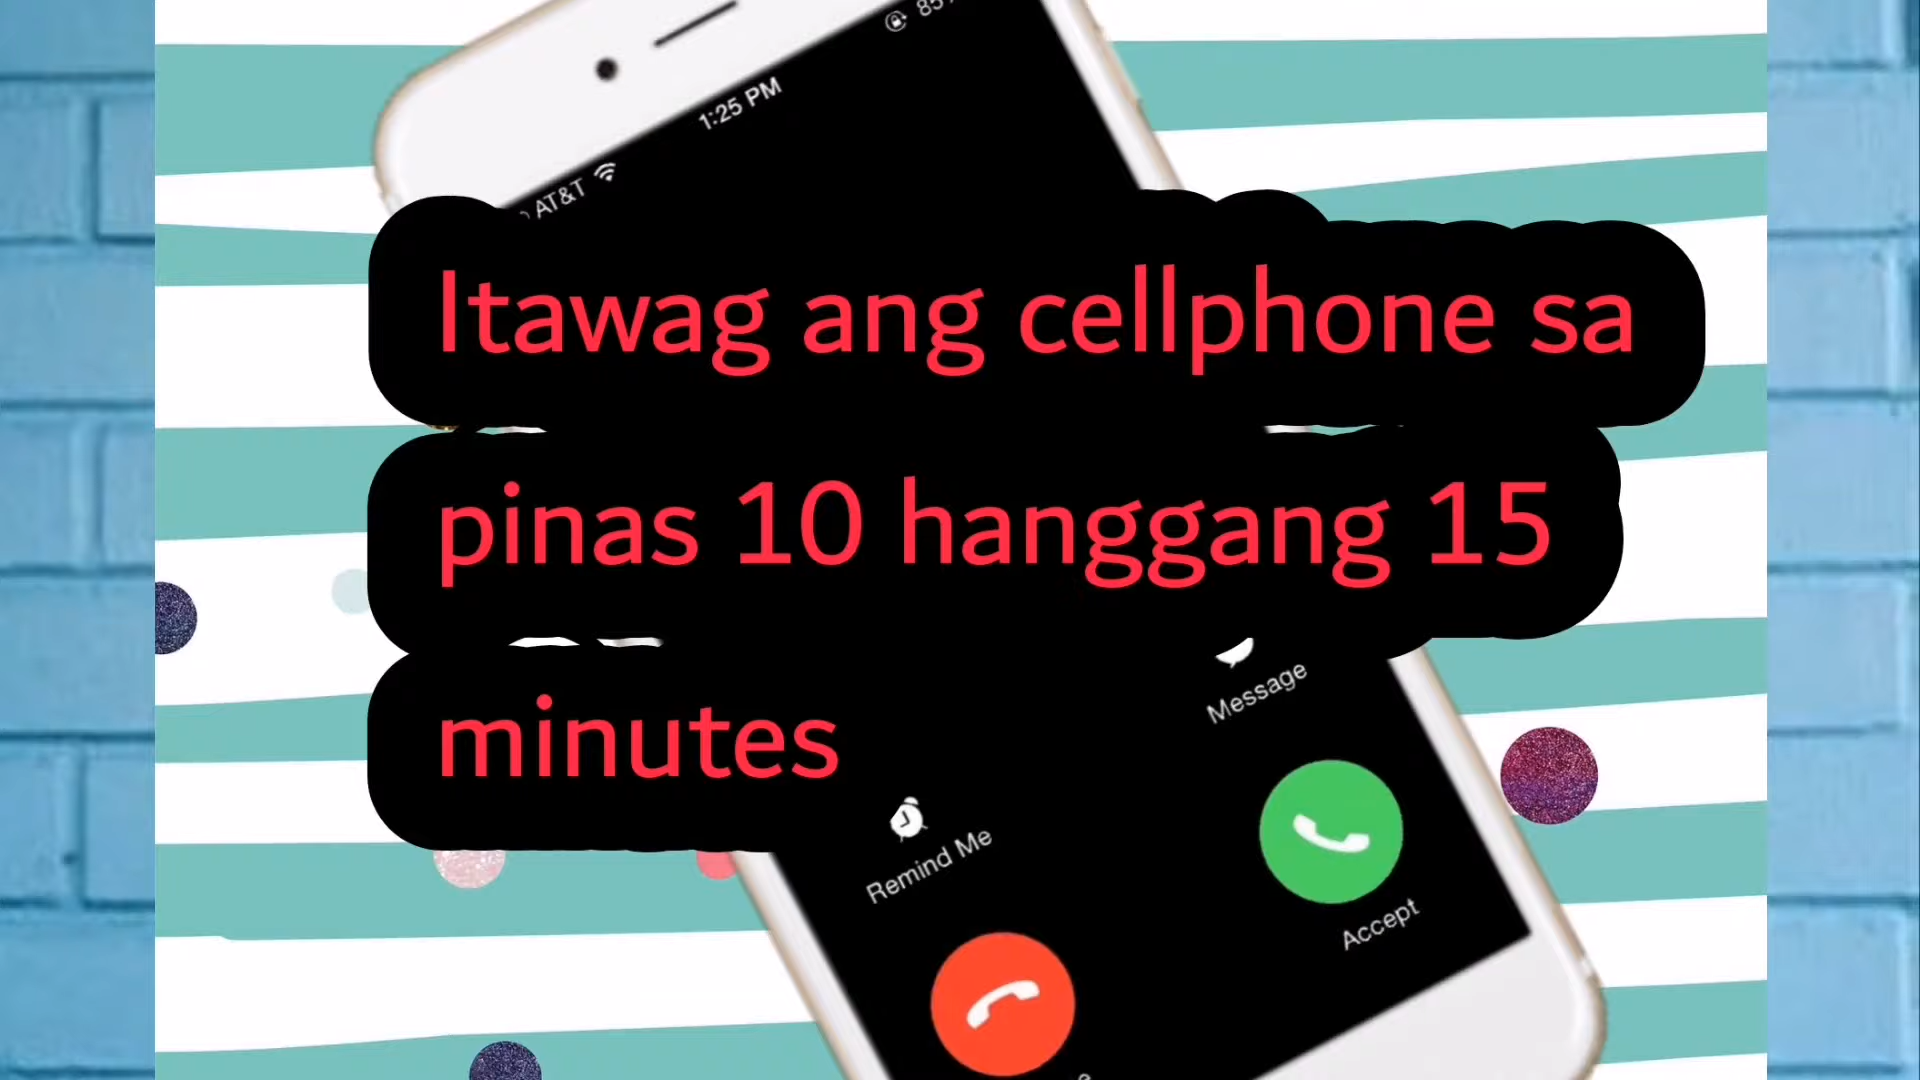 1:25 PM
AT&T
Itawag ang cellphone sa
pinas 10 hanggang 15
minutes
Message
Remind Me
Accept